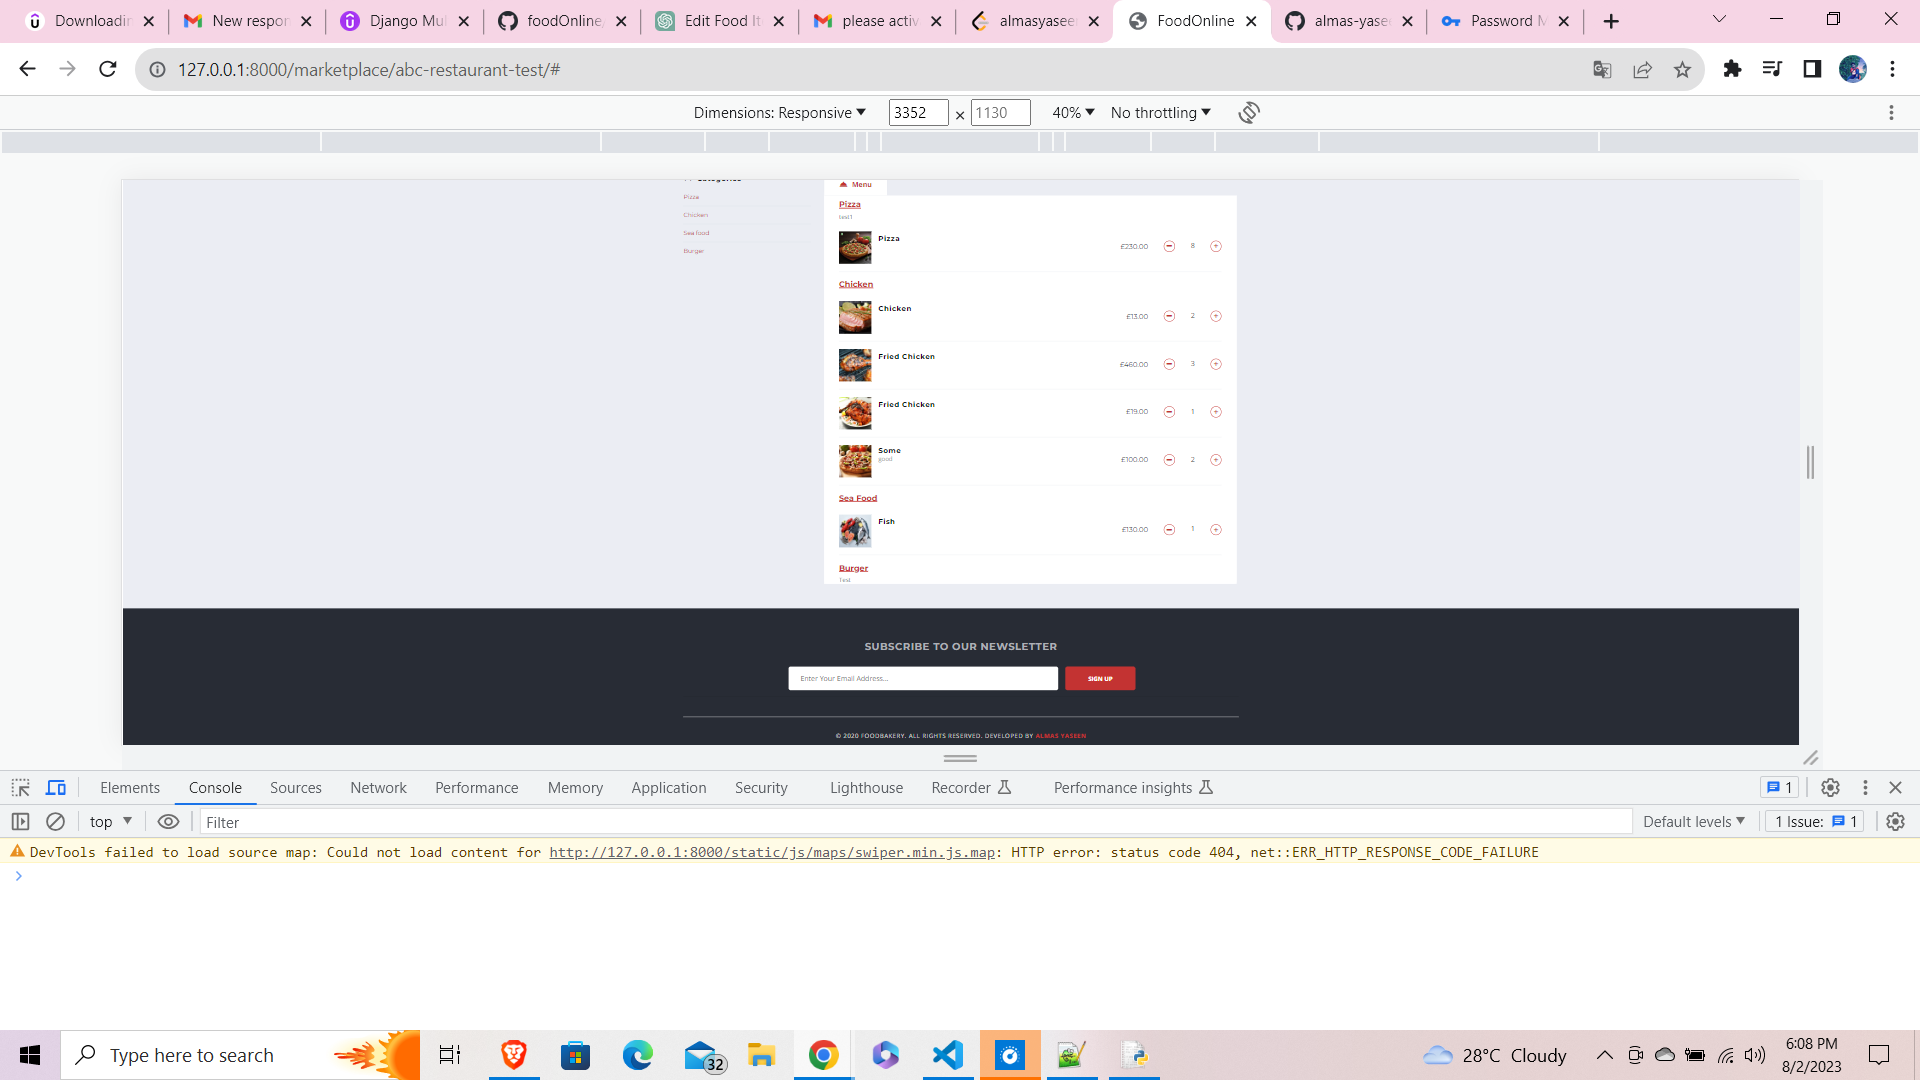 Downloadin
New respon
Django Mul
foodOnline/
Edit Food It
please activ
almasyasee
FoodOnline
almas-yase
Password M
127.0.0.1:8000/marketplace/abc-restaurant-test/#
Dimensions: Responsive 3352 × 1130 40% No throttling
Categories
Pizza
Chicken
Sea food
Burger
Menu
Pizza
test1
Pizza £230.00 8
Chicken
Chicken £13.00 2
Fried Chicken £460.00 3
Fried Chicken £19.00 1
Some £100.00 2
good
Sea Food
Fish £130.00 1
Burger
Test
SUBSCRIBE TO OUR NEWSLETTER
Enter Your Email Address... SIGN UP
© 2020 FOODBAKERY. ALL RIGHTS RESERVED. DEVELOPED BY ALMAS YASEEN
Elements Console Sources Network Performance Memory Application Security Lighthouse Recorder Performance insights 1
top Filter Default levels 1 Issue: 1
DevTools failed to load source map: Could not load content for http://127.0.0.1:8000/static/js/maps/swiper.min.js.map: HTTP error: status code 404, net::ERR_HTTP_RESPONSE_CODE_FAILURE
Type here to search 32 28°C Cloudy 6:08 PM
8/2/2023